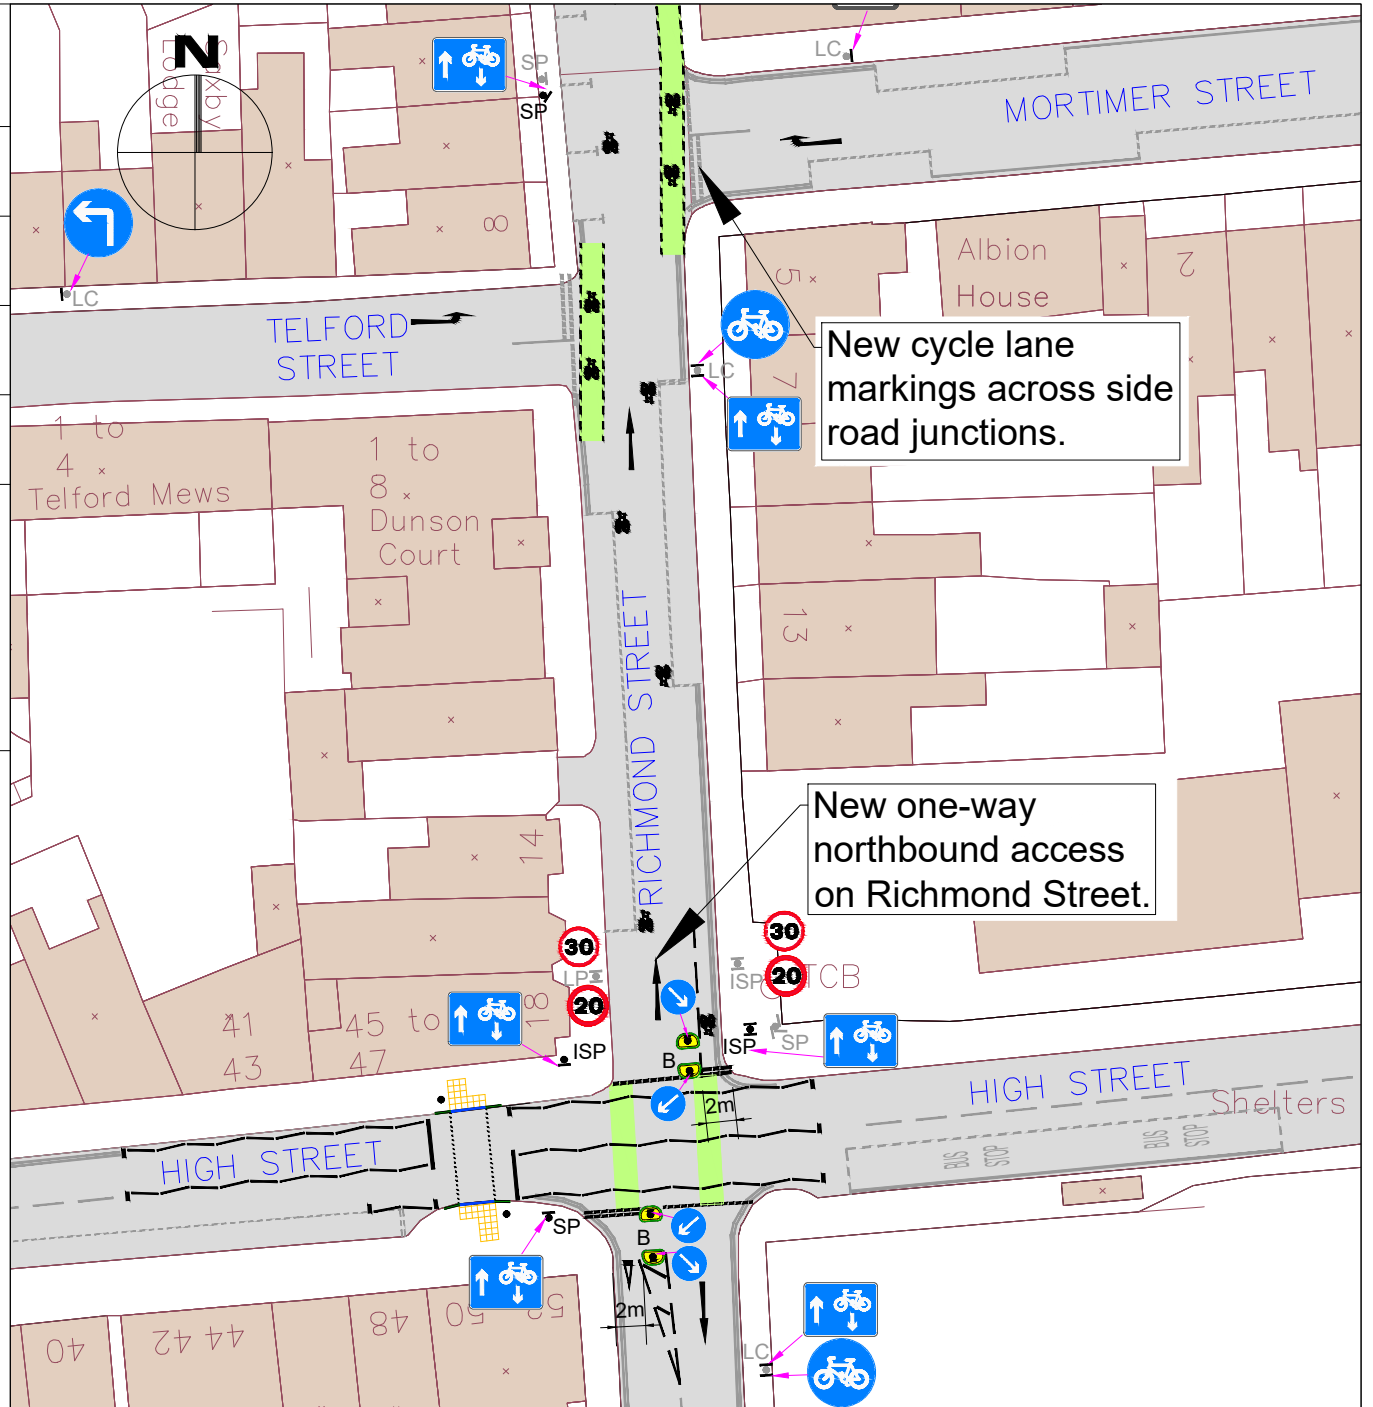 N
Saxby
Lodge
SP
SP
LC
MORTIMER STREET
8
LC
TELFORD
STREET
5
Albion
House
2
7
LC
New cycle lane
markings across side
road junctions.
1 to
4
Telford Mews
1 to
8
Dunson
Court
13
RICHMOND STREET
14
New one-way
northbound access
on Richmond Street.
30
30
LP
20
ISP
20
TCB
18
41
43
45 to
47
ISP
ISP
SP
B
2m
HIGH STREET
Shelters
BUS
STOP
BUS
STOP
HIGH STREET
SP
B
2m
40
42
44
48
50
52
LC